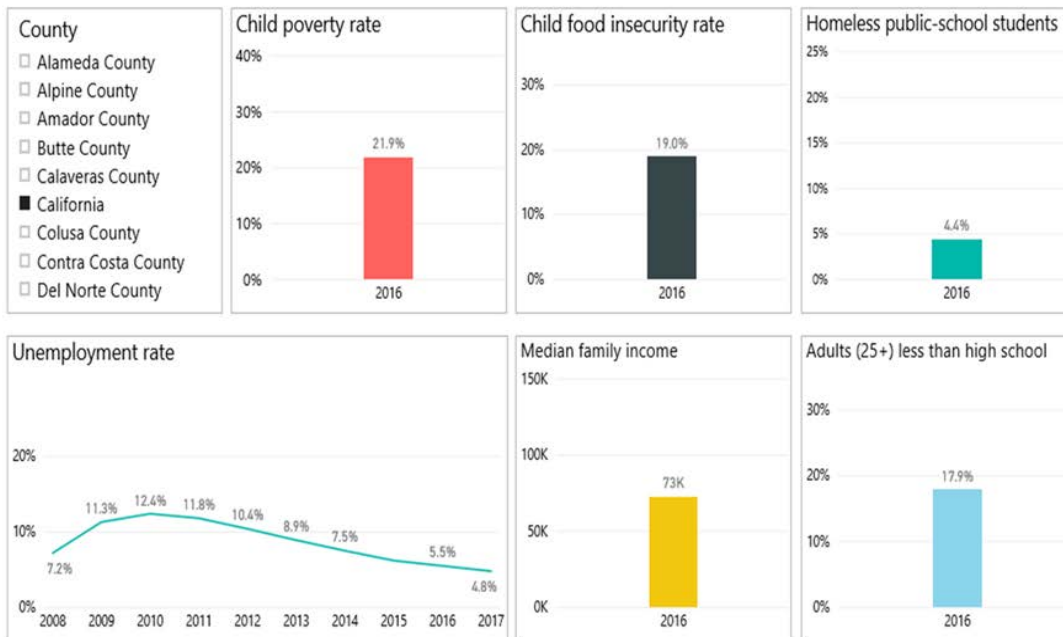 County
Alameda County
Alpine County
Amador County
Butte County
Calaveras County
California
Colusa County
Contra Costa County
Del Norte County
Child poverty rate
40%
30%
20%
10%
0%
21.9%
2016
Child food insecurity rate
30%
20%
10%
0%
19.0%
2016
Homeless public-school students
25%
20%
15%
10%
5%
0%
4.4%
2016
Unemployment rate
20%
10%
0%
7.2%
11.3%
12.4%
11.8%
10.4%
8.9%
7.5%
5.5%
4.8%
2008 2009 2010 2011 2012 2013 2014 2015 2016 2017
Median family income
150K
100K
50K
0K
73K
2016
Adults (25+) less than high school
30%
20%
10%
0%
17.9%
2016